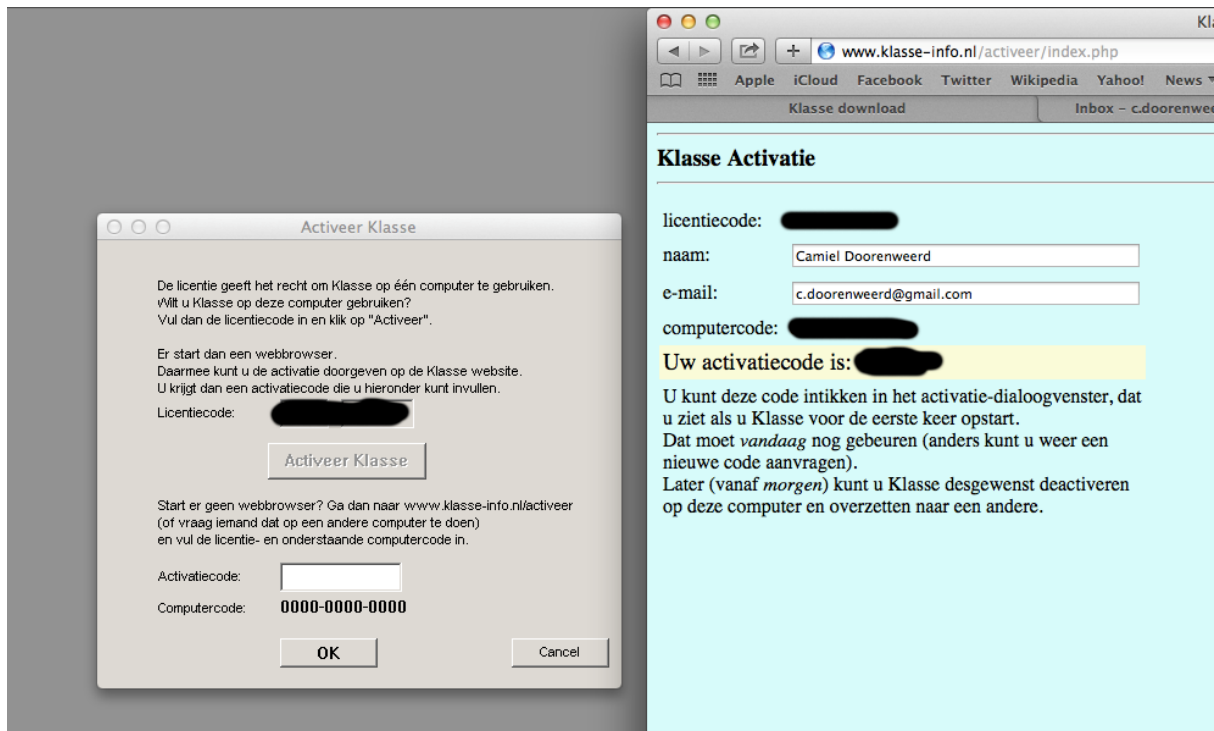 Activeer Klasse
De licentie geeft het recht om Klasse op één computer te gebruiken.
Wilt u Klasse op deze computer gebruiken?
Vul dan de licentiecode in en klik op "Activeer".
Er start dan een webbrowser.
Daarmee kunt u de activatie doorgeven op de Klasse website.
U krijgt dan een activatiecode die u hieronder kunt invullen.
Licentiecode:
Activeer Klasse
Start er geen webbrowser? Ga dan naar www.klasse-info.nl/activeer
(of vraag iemand dat op een andere computer te doen)
en vul de licentie- en onderstaande computercode in.
Activatiecode:
Computercode: 0000-0000-0000
OK Cancel
Kla
www.klasse-info.nl/activeer/index.php
Apple iCloud Facebook Twitter Wikipedia Yahoo! News
Klasse download Inbox - c.doorenwee
Klasse Activatie
licentiecode:
naam: Camiel Doorenweerd
e-mail: c.doorenweerd@gmail.com
computercode:
Uw activatiecode is:
U kunt deze code intikken in het activatie-dialoogvenster, dat
u ziet als u Klasse voor de eerste keer opstart.
Dat moet vandaag nog gebeuren (anders kunt u weer een
nieuwe code aanvragen).
Later (vanaf morgen) kunt u Klasse desgewenst deactiveren
op deze computer en overzetten naar een andere.